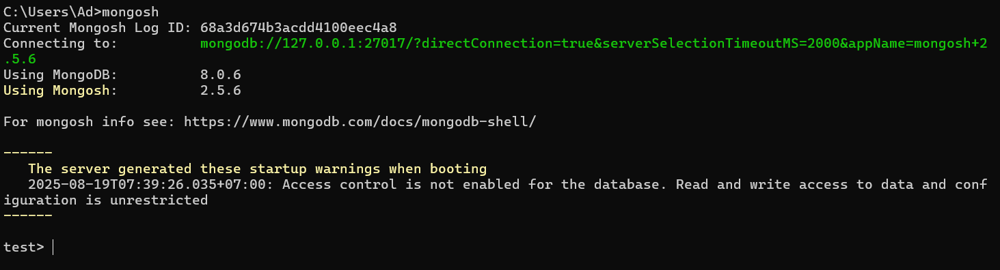 C:\Users\Ad>mongosh
Current Mongosh Log ID: 68a3d674b3acdd4100eec4a8
Connecting to:          mongodb://127.0.0.1:27017/?directConnection=true&serverSelectionTimeoutMS=2000&appName=mongosh+2
.5.6
Using MongoDB:          8.0.6
Using Mongosh:          2.5.6

For mongosh info see: https://www.mongodb.com/docs/mongodb-shell/

------
   The server generated these startup warnings when booting
   2025-08-19T07:39:26.035+07:00: Access control is not enabled for the database. Read and write access to data and conf
iguration is unrestricted
------

test>